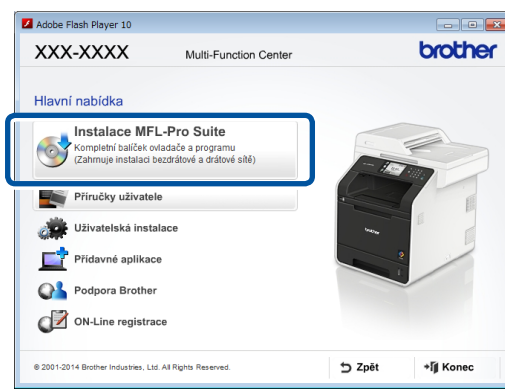 Adobe Flash Player 10
XXX-XXXX
Multi-Function Center
brother
Hlavní nabídka
Instalace MFL-Pro Suite
Kompletní balíček ovladače a programu
(Zahrnuje instalaci bezdrátové a drátové sítě)
Příručky uživatele
Uživatelská instalace
Přídavné aplikace
Podpora Brother
ON-Line registrace
brother
© 2001-2014 Brother Industries, Ltd. All Rights Reserved.
Zpět
Konec